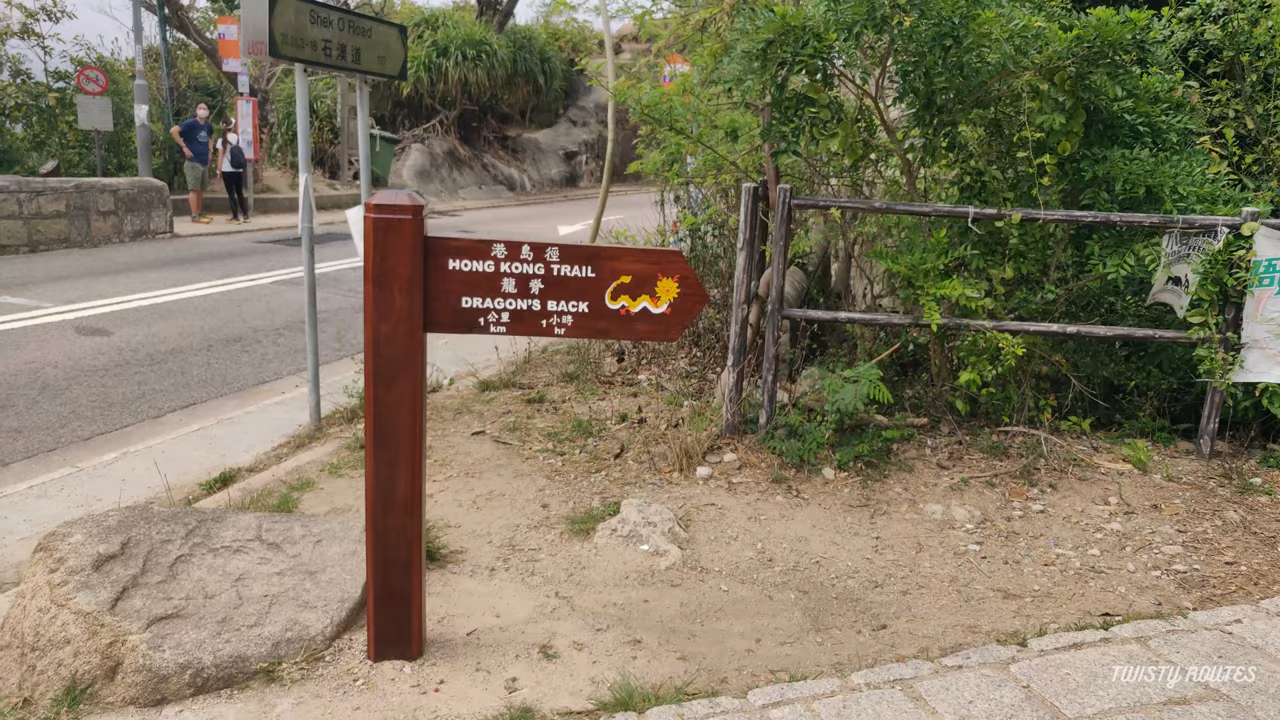 Shek O Road
石澳道
港島徑
HONG KONG TRAIL
龍脊
DRAGON'S BACK
1 公里 km
1 小時 hr
TWISTY ROUTES